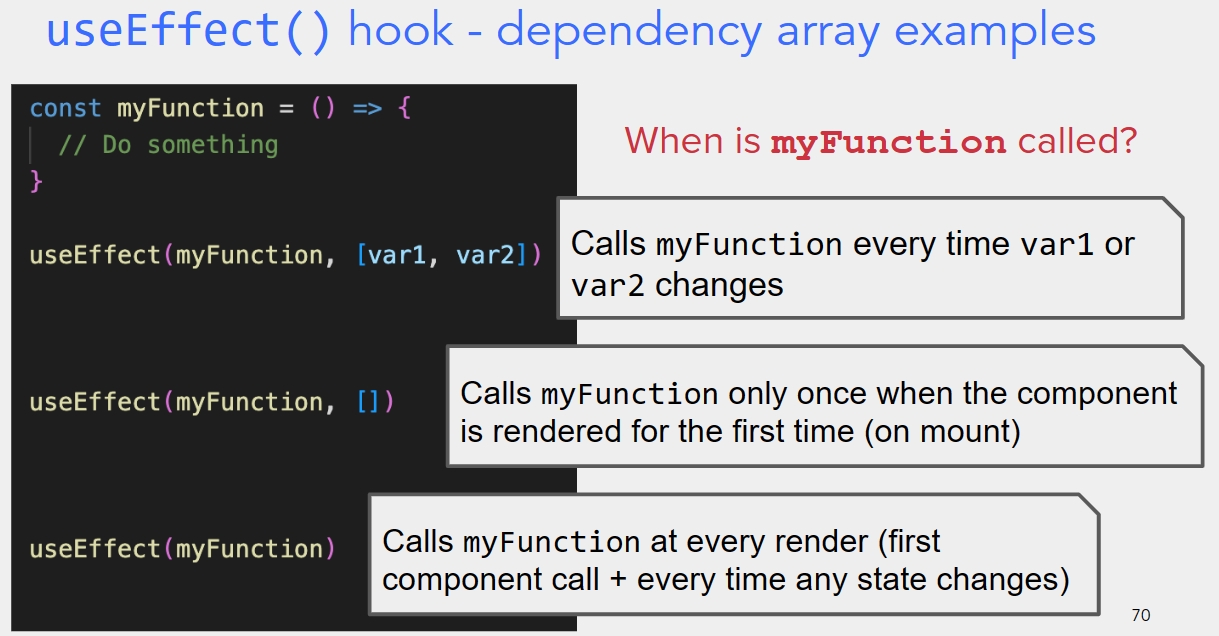 useEffect() hook - dependency array examples
const myFunction = () => {
// Do something
}
When is myFunction called?
useEffect(myFunction, [var1, var2])
Calls myFunction every time var1 or
var2 changes
useEffect(myFunction, [])
Calls myFunction only once when the component
is rendered for the first time (on mount)
useEffect(myFunction)
Calls myFunction at every render (first
component call + every time any state changes)
70